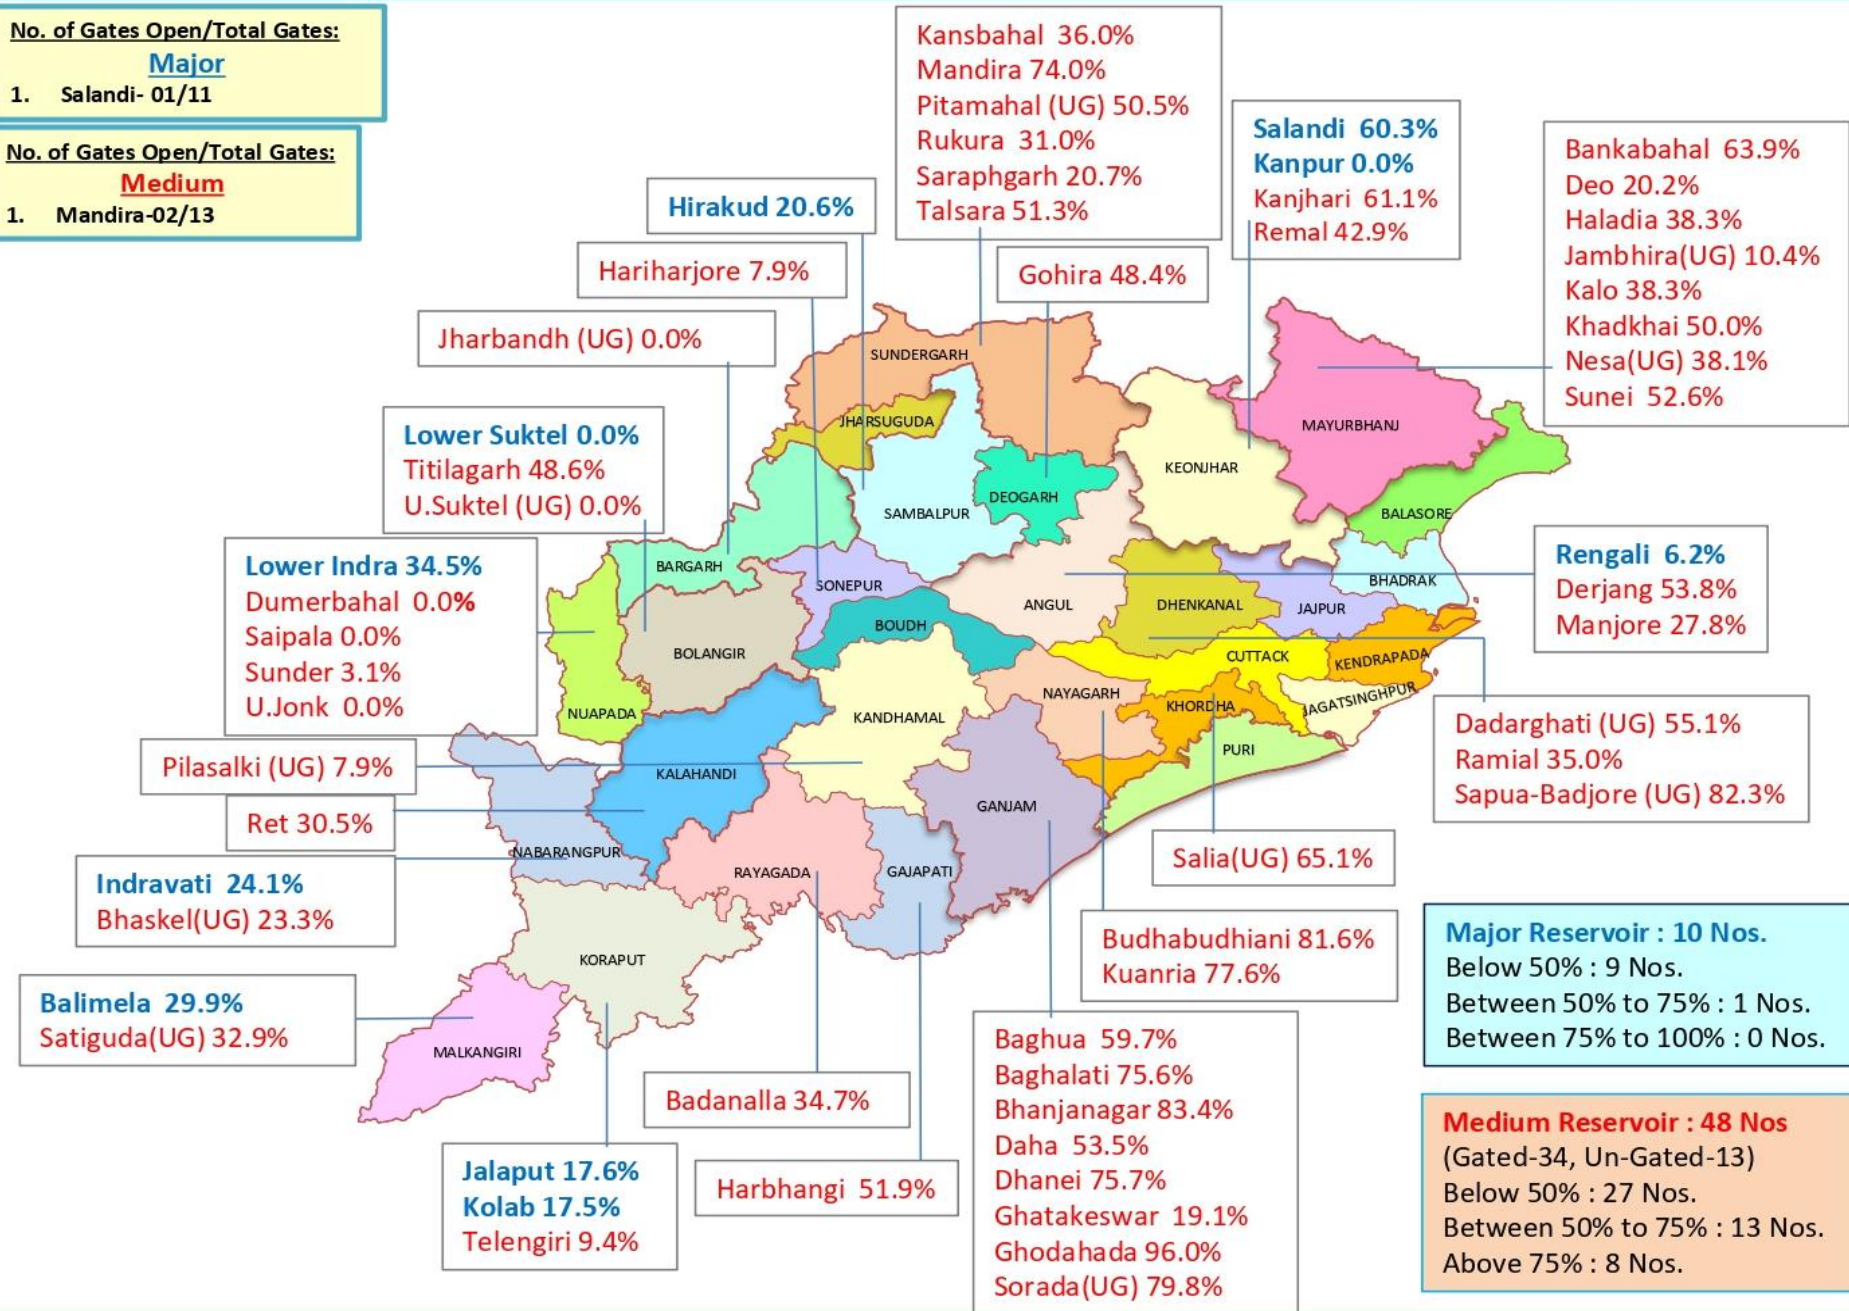 No. of Gates Open/Total Gates:
Major
1. Salandi- 01/11
No. of Gates Open/Total Gates:
Medium
1. Mandira-02/13
Kansbahal 36.0%
Mandira 74.0%
Pitamahal (UG) 50.5%
Rukura 31.0%
Saraphgarh 20.7%
Talsara 51.3%
Salandi 60.3%
Kanpur 0.0%
Kanjhari 61.1%
Remal 42.9%
Bankabahal 63.9%
Deo 20.2%
Haladia 38.3%
Jambhira(UG) 10.4%
Kalo 38.3%
Khadkhai 50.0%
Nesa(UG) 38.1%
Sunei 52.6%
Hirakud 20.6%
Hariharjore 7.9%
Gohira 48.4%
Jharbandh (UG) 0.0%
Lower Suktel 0.0%
Titilagarh 48.6%
U.Suktel (UG) 0.0%
Lower Indra 34.5%
Dumerbahal 0.0%
Saipala 0.0%
Sunder 3.1%
U.Jonk 0.0%
Pilasalki (UG) 7.9%
Ret 30.5%
Indravati 24.1%
Bhaskel(UG) 23.3%
Balimela 29.9%
Satiguda(UG) 32.9%
SUNDERGARH
JHARSUGUDA
SAMBALPUR
DEOGARH
KEONJHAR
MAYURBHANJ
BALASORE
BHADRAK
BARGARH
SONEPUR
ANGUL
DHENKANAL
JAJPUR
BOUDH
BOLANGIR
CUTTACK
KENDRAPADA
NUAPADA
KANDHAMAL
NAYAGARH
KHORDHA
JAGATSINGHPUR
PURI
KALAHANDI
GANJAM
NABARANGPUR
RAYAGADA
GAJAPATI
KORAPUT
MALKANGIRI
Rengali 6.2%
Derjang 53.8%
Manjore 27.8%
Dadarghati (UG) 55.1%
Ramial 35.0%
Sapua-Badjore (UG) 82.3%
Salia(UG) 65.1%
Budhabudhiani 81.6%
Kuanria 77.6%
Baghua 59.7%
Baghalati 75.6%
Bhanjanagar 83.4%
Daha 53.5%
Dhanei 75.7%
Ghatakeswar 19.1%
Ghodahada 96.0%
Sorada(UG) 79.8%
Badanalla 34.7%
Harbhangi 51.9%
Jalaput 17.6%
Kolab 17.5%
Telengiri 9.4%
Major Reservoir : 10 Nos.
Below 50% : 9 Nos.
Between 50% to 75% : 1 Nos.
Between 75% to 100% : 0 Nos.
Medium Reservoir : 48 Nos
(Gated-34, Un-Gated-13)
Below 50% : 27 Nos.
Between 50% to 75% : 13 Nos.
Above 75% : 8 Nos.